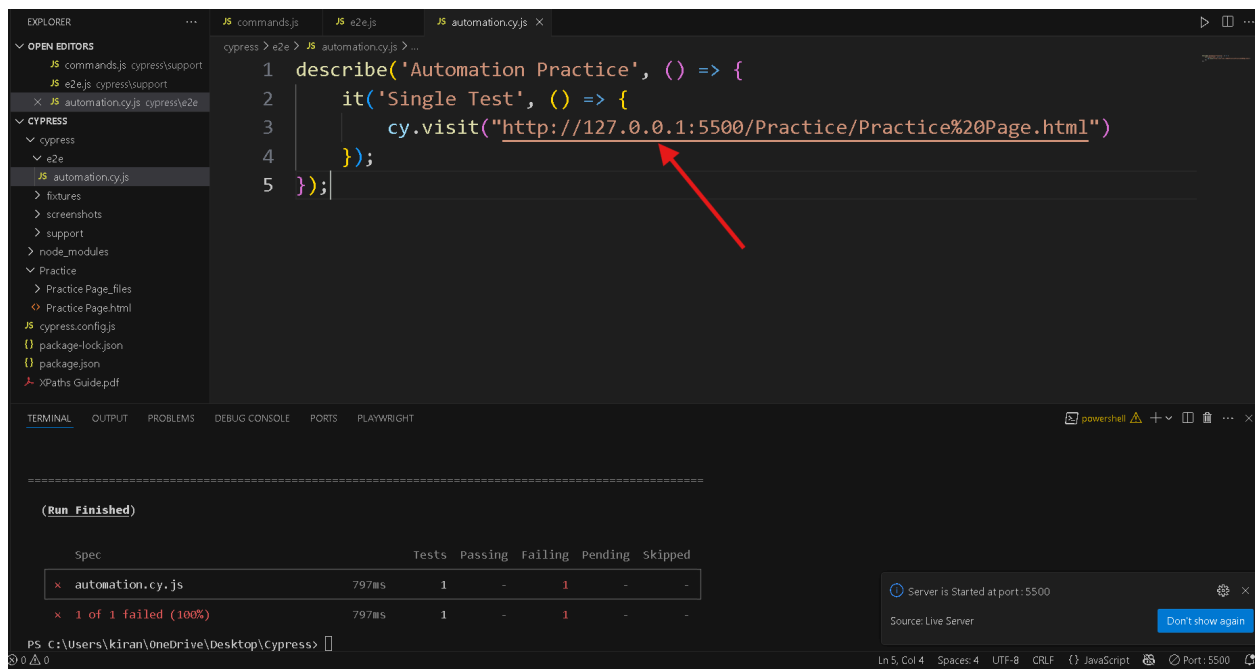 EXPLORER
commands.js
e2e.js
automation.cy.js
OPEN EDITORS
JS commands.js cypress\support
JS e2e.js cypress\support
JS automation.cy.js cypress\e2e
CYPRESS
cypress
e2e
JS automation.cy.js
fixtures
screenshots
support
node_modules
Practice
Practice Page_files
Practice Page.html
JS cypress.config.js
{} package-lock.json
{} package.json
XPaths Guide.pdf
cypress > e2e > JS automation.cy.js > ...
1 describe('Automation Practice', () => {
2 it('Single Test', () => {
3 cy.visit("http://127.0.0.1:5500/Practice/Practice%20Page.html")
4 });
5 });
TERMINAL OUTPUT PROBLEMS DEBUG CONSOLE PORTS PLAYWRIGHT
powershell
(Run Finished)
Spec Tests Passing Failing Pending Skipped
× automation.cy.js 797ms 1 - 1 - -
× 1 of 1 failed (100%) 797ms 1 - 1 - -
PS C:\Users\kiran\OneDrive\Desktop\Cypress>
Server is Started at port : 5500
Source: Live Server
Don't show again
0 0
Ln 5, Col 4 Spaces: 4 UTF-8 CRLF {} JavaScript Port : 5500